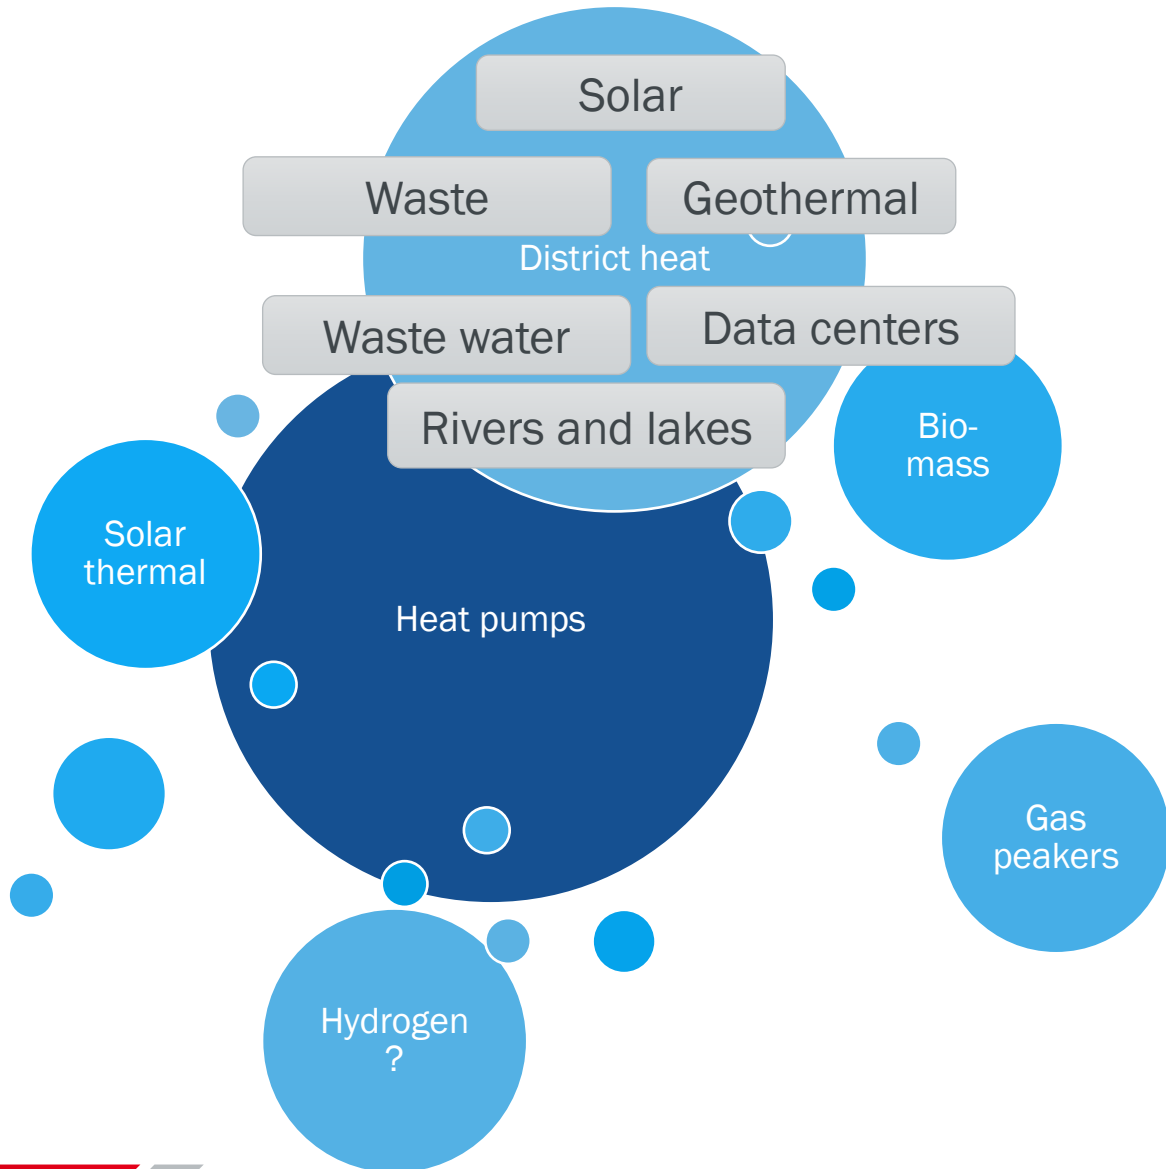 Solar
Waste
Geothermal
District heat
Waste water
Data centers
Rivers and lakes
Bio-
mass
Solar
thermal
Heat pumps
Gas
peakers
Hydrogen
?